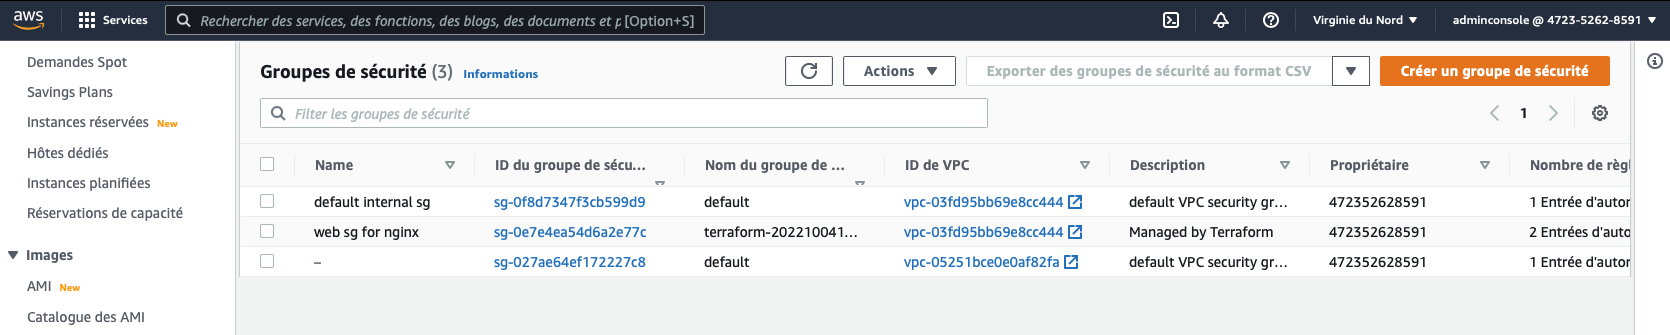 aws Services Rechercher des services, des fonctions, des blogs, des documents et p [Option+S] Virginie du Nord adminconsole @ 4723-5262-8591
Demandes Spot
Savings Plans
Instances réservées New
Hôtes dédiés
Instances planifiées
Réservations de capacité
Images
AMI New
Catalogue des AMI
Groupes de sécurité (3) Informations Actions Exporter des groupes de sécurité au format CSV Créer un groupe de sécurité
Filter les groupes de sécurité 1
Name ID du groupe de sécu... Nom du groupe de ... ID de VPC Description Propriétaire Nombre de règl
default internal sg sg-0f8d7347f3cb599d9 default vpc-03fd95bb69e8cc444 default VPC security gr... 472352628591 1 Entrée d'autor
web sg for nginx sg-0e7e4ea54d6a2e77c terraform-202210041... vpc-03fd95bb69e8cc444 Managed by Terraform 472352628591 2 Entrées d'auto
– sg-027ae64ef172227c8 default vpc-05251bce0e0af82fa default VPC security gr... 472352628591 1 Entrée d'autor